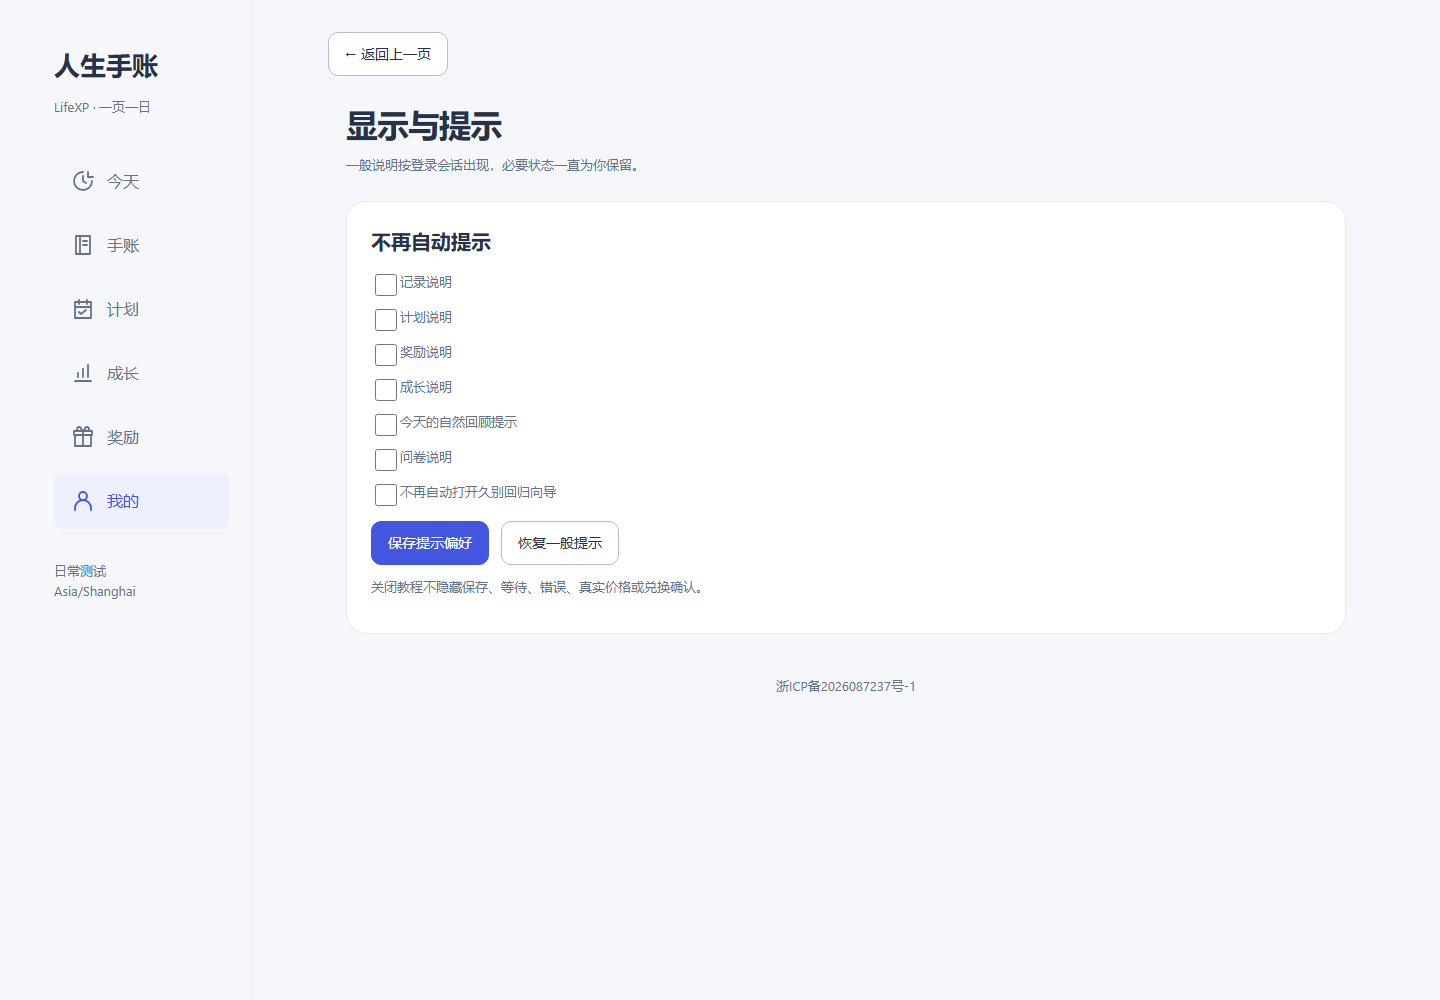 人生手账
LifeXP · 一页一日
今天
手账
计划
成长
奖励
我的
日常测试
Asia/Shanghai
← 返回上一页
显示与提示
一般说明按登录会话出现，必要状态一直为你保留。
不再自动提示
记录说明
计划说明
奖励说明
成长说明
今天的自然回顾提示
问卷说明
不再自动打开久别回归向导
保存提示偏好
恢复一般提示
关闭教程不隐藏保存、等待、错误、真实价格或兑换确认。
浙ICP备2026087237号-1